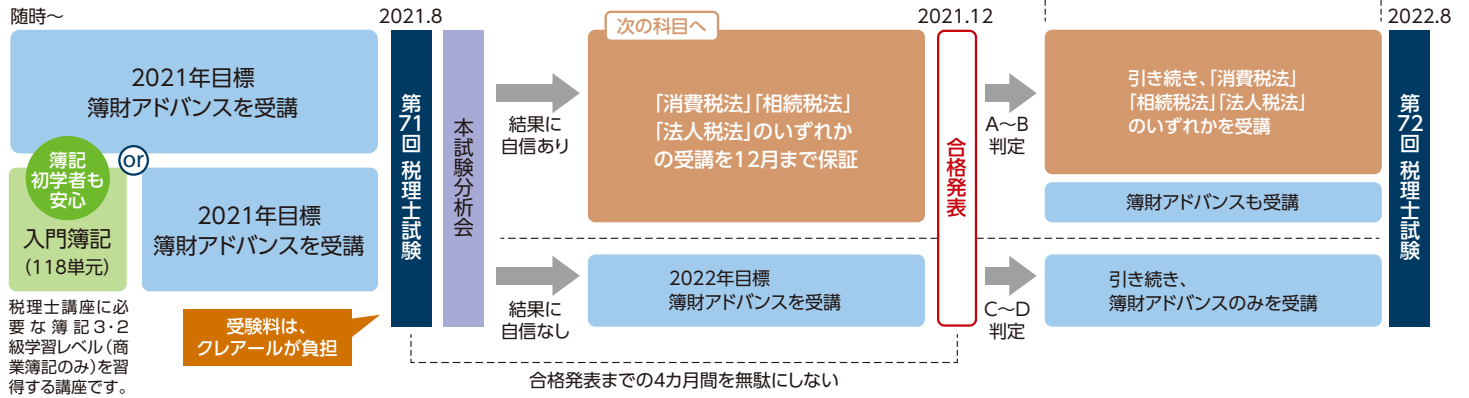 随時～
2021年目標
簿財アドバンスを受講
簿記
初学者も
安心
or
入門簿記
(118単元)
2021年目標
簿財アドバンスを受講
税理士講座に必
要な簿記3・2
級学習レベル(商
業簿記のみ)を習
得する講座です。
受験料は、
クレアールが負担
2021.8
第71回 税理士試験
本試験分析会
結果に
自信あり
結果に
自信なし
次の科目へ
「消費税法」「相続税法」
「法人税法」のいずれか
の受講を12月まで保証
2022年目標
簿財アドバンスを受講
合格発表までの4カ月間を無駄にしない
2021.12
合格発表
A～B
判定
C～D
判定
引き続き、「消費税法」
「相続税法」「法人税法」
のいずれかを受講
簿財アドバンスも受講
引き続き、
簿財アドバンスのみを受講
2022.8
第72回 税理士試験